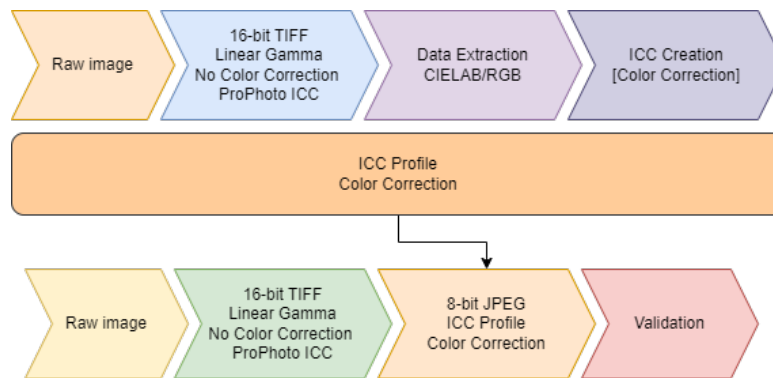 Raw image
16-bit TIFF
Linear Gamma
No Color Correction
ProPhoto ICC
Data Extraction
CIELAB/RGB
ICC Creation
[Color Correction]
ICC Profile
Color Correction
Raw image
16-bit TIFF
Linear Gamma
No Color Correction
ProPhoto ICC
8-bit JPEG
ICC Profile
Color Correction
Validation